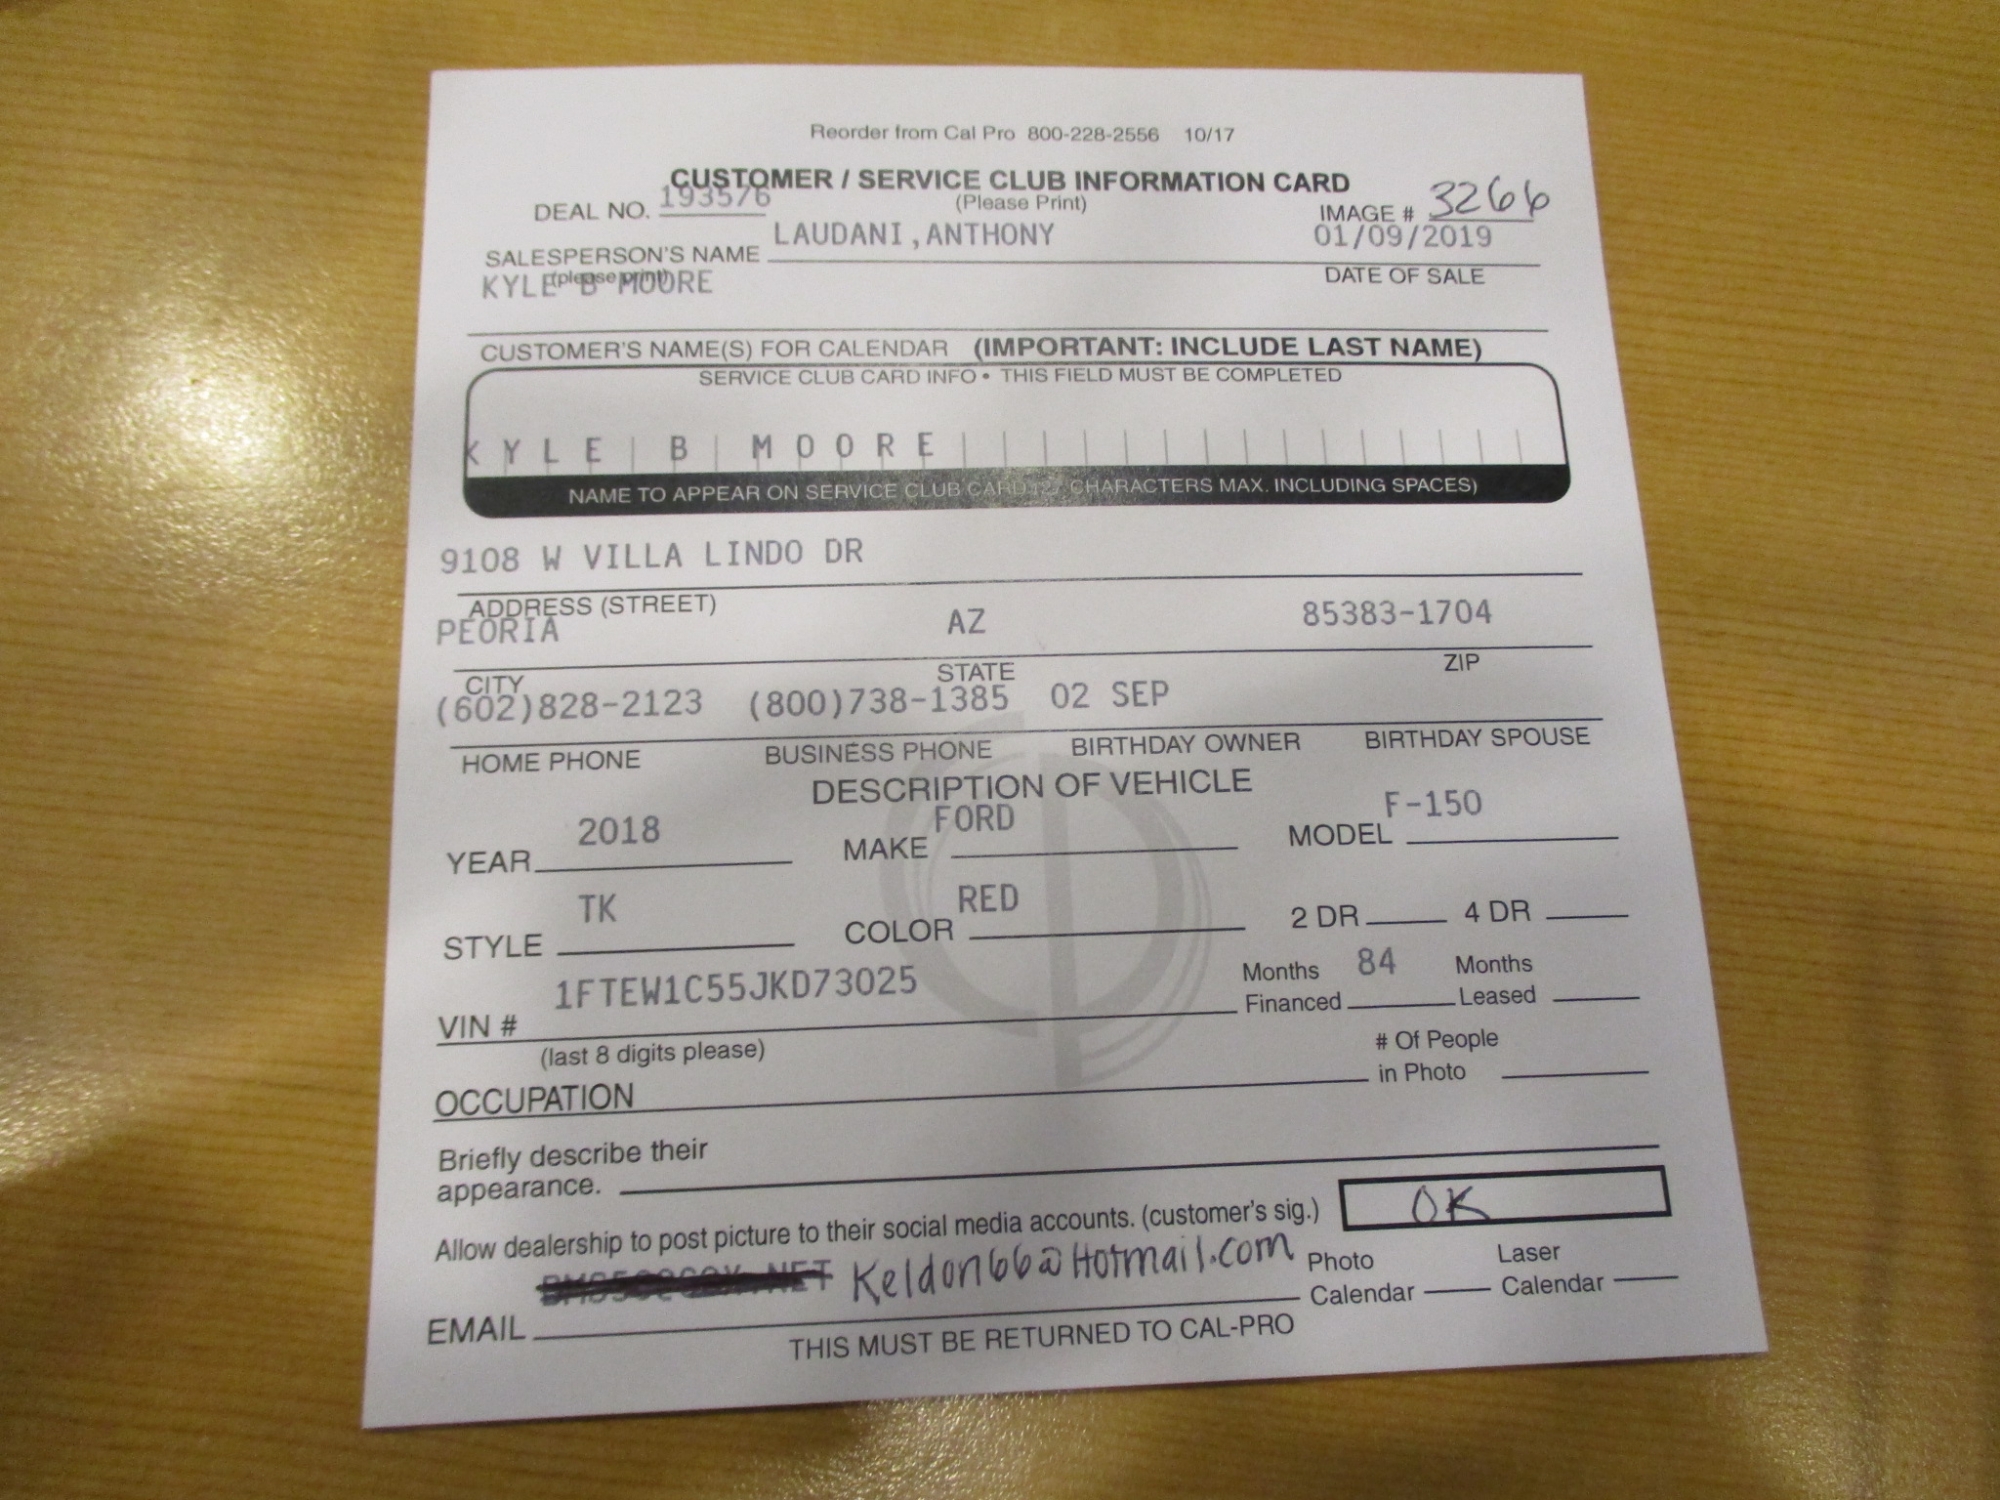 Reorder from Cal Pro 800-228-2556 10/17
CUSTOMER / SERVICE CLUB INFORMATION CARD
DEAL NO. 193576 (Please Print) IMAGE # 3266
SALESPERSON'S NAME LAUDANI,ANTHONY 01/09/2019
(please print) DATE OF SALE
KYLE B MOORE
CUSTOMER'S NAME(S) FOR CALENDAR (IMPORTANT: INCLUDE LAST NAME)
SERVICE CLUB CARD INFO • THIS FIELD MUST BE COMPLETED
KYLE B MOORE
NAME TO APPEAR ON SERVICE CLUB CARD CHARACTERS MAX. INCLUDING SPACES)
9108 W VILLA LINDO DR
ADDRESS (STREET)
PEORIA AZ 85383-1704
CITY STATE ZIP
(602)828-2123 (800)738-1385 02 SEP
HOME PHONE BUSINESS PHONE BIRTHDAY OWNER BIRTHDAY SPOUSE
DESCRIPTION OF VEHICLE
YEAR 2018 MAKE FORD MODEL F-150
STYLE TK COLOR RED 2 DR 4 DR
VIN # 1FTEW1C55JKD73025 Months Financed 84 Months Leased
(last 8 digits please)
OCCUPATION # Of People in Photo
Briefly describe their
appearance.
Allow dealership to post picture to their social media accounts. (customer's sig.) OK
EMAIL Keldon66@Hotmail.com Photo Calendar Laser Calendar
THIS MUST BE RETURNED TO CAL-PRO